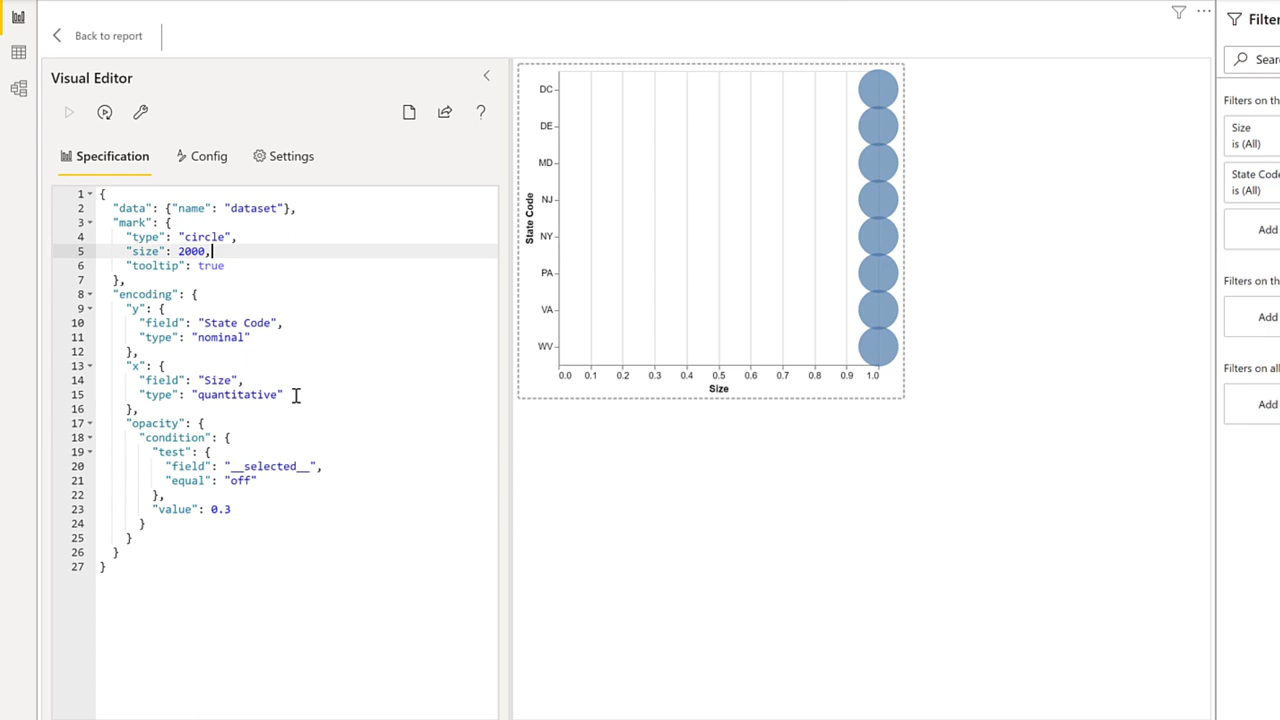 Back to report
Visual Editor
Specification
Config
Settings
1 {
2 "data": {"name": "dataset"},
3 "mark": {
4 "type": "circle",
5 "size": 2000,
6 "tooltip": true
7 },
8 "encoding": {
9 "y": {
10 "field": "State Code",
11 "type": "nominal"
12 },
13 "x": {
14 "field": "Size",
15 "type": "quantitative"
16 },
17 "opacity": {
18 "condition": {
19 "test": {
20 "field": "__selected__",
21 "equal": "off"
22 },
23 "value": 0.3
24 }
25 }
26 }
27 }
State Code
DC
DE
MD
NJ
NY
PA
VA
WV
0.0 0.1 0.2 0.3 0.4 0.5 0.6 0.7 0.8 0.9 1.0
Size
Filter
Sear
Filters on th
Size
is (All)
State Code
is (All)
Add
Filters on th
Add
Filters on all
Add